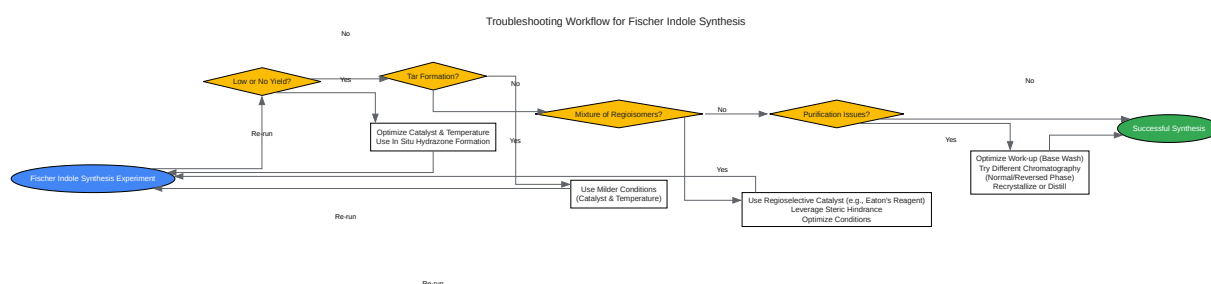 Troubleshooting Workflow for Fischer Indole Synthesis
No
Low or No Yield?
Yes
Tar Formation?
No
No
Mixture of Regioisomers?
No
Purification Issues?
Successful Synthesis
Re-run
Optimize Catalyst & Temperature
Use In Situ Hydrazone Formation
Yes
Yes
Optimize Work-up (Base Wash)
Try Different Chromatography
(Normal/Reversed Phase)
Recrystallize or Distill
Fischer Indole Synthesis Experiment
Yes
Use Milder Conditions
(Catalyst & Temperature)
Use Regioselective Catalyst (e.g., Eaton's Reagent)
Leverage Steric Hindrance
Optimize Conditions
Re-run
Re-run